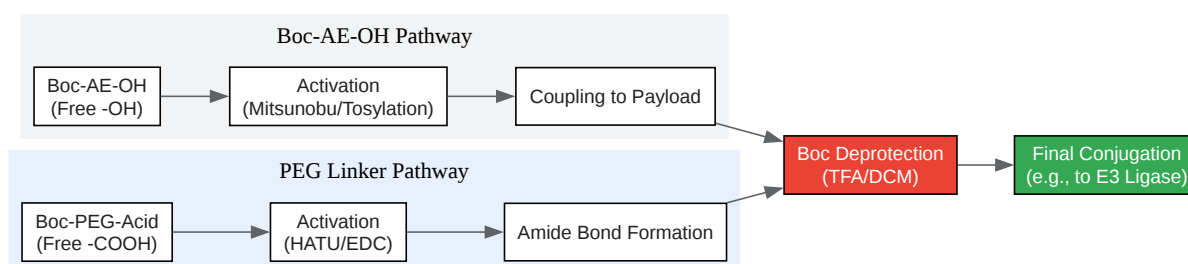 Boc-AE-OH Pathway
Boc-AE-OH
(Free -OH)
Activation
(Mitsunobu/Tosylation)
Coupling to Payload
Boc Deprotection
(TFA/DCM)
Final Conjugation
(e.g., to E3 Ligase)
PEG Linker Pathway
Boc-PEG-Acid
(Free -COOH)
Activation
(HATU/EDC)
Amide Bond Formation